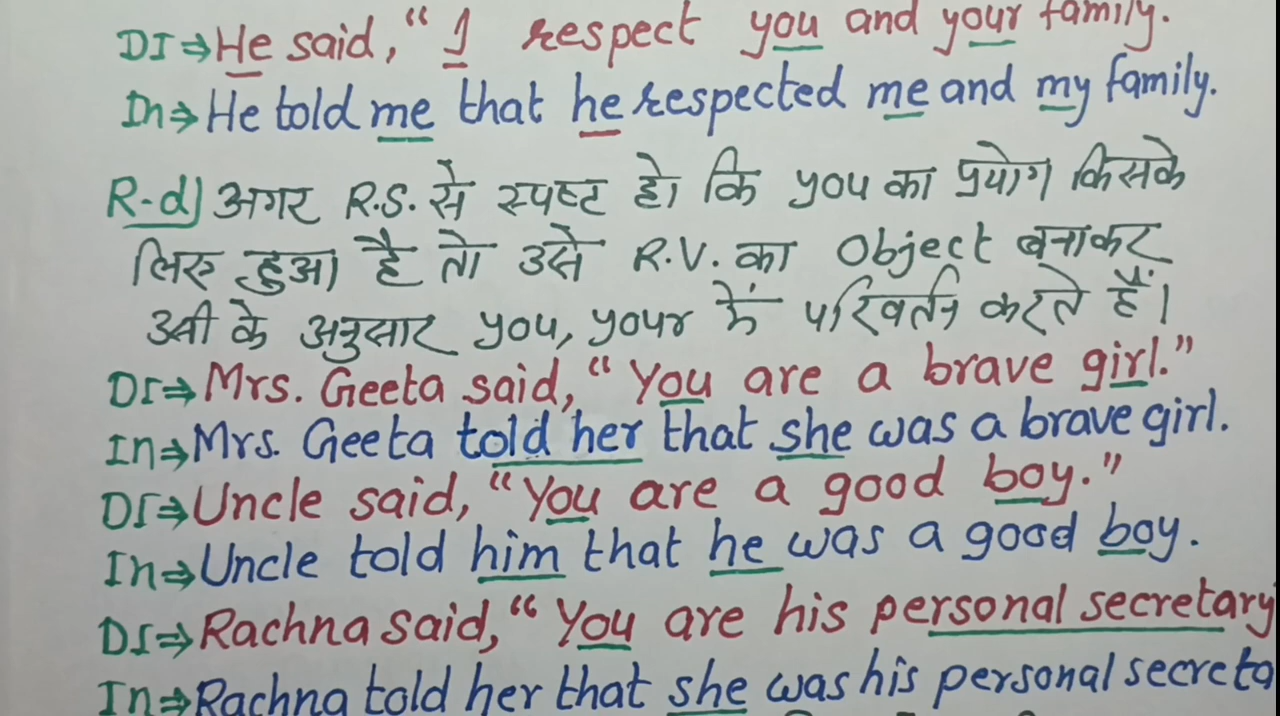 DI⇒He said, “ I respect you and your family.
In⇒He told me that he respected me and my family.
R-d) अगर R.S. से स्पष्ट हो कि you का प्रयोग किसके
लिए हुआ है तो उसे R.V. का Object बनाकर
उसी के अनुसार you, your में परिवर्तन करते हैं।
DI⇒Mrs. Geeta said, “You are a brave girl.”
In⇒Mrs. Geeta told her that she was a brave girl.
DI⇒Uncle said, “You are a good boy.”
In⇒Uncle told him that he was a good boy.
DI⇒Rachna said, “You are his personal secretary
In⇒Rachna told her that she was his personal secreta